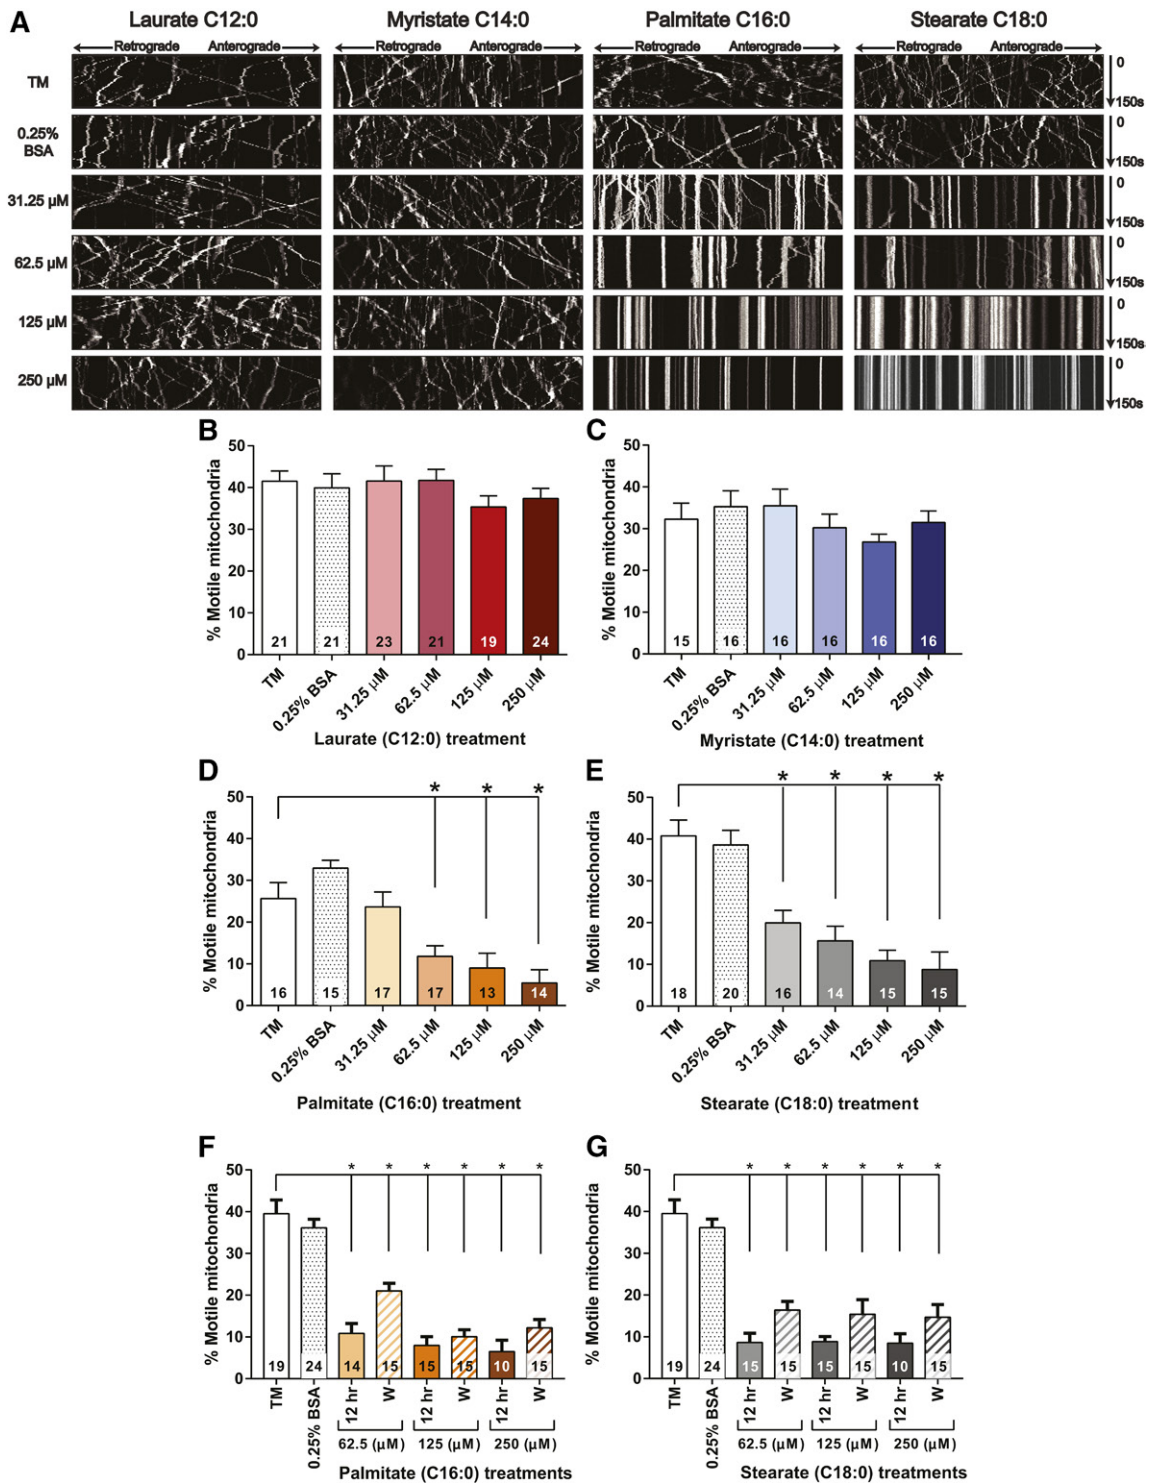 A
Laurate C12:0 Myristate C14:0 Palmitate C16:0 Stearate C18:0
Retrograde Anterograde Retrograde Anterograde Retrograde Anterograde Retrograde Anterograde
TM 0
150s
0.25% BSA 0
150s
31.25 µM 0
150s
62.5 µM 0
150s
125 µM 0
150s
250 µM 0
150s
B
% Motile mitochondria
50
40
30
20
10
0
21 21 23 21 19 24
TM 0.25% BSA 31.25 µM 62.5 µM 125 µM 250 µM
Laurate (C12:0) treatment
C
% Motile mitochondria
50
40
30
20
10
0
15 16 16 16 16 16
TM 0.25% BSA 31.25 µM 62.5 µM 125 µM 250 µM
Myristate (C14:0) treatment
D
* * *
% Motile mitochondria
50
40
30
20
10
0
16 15 17 17 13 14
TM 0.25% BSA 31.25 µM 62.5 µM 125 µM 250 µM
Palmitate (C16:0) treatment
E
* * * *
% Motile mitochondria
50
40
30
20
10
0
18 20 16 14 15 15
TM 0.25% BSA 31.25 µM 62.5 µM 125 µM 250 µM
Stearate (C18:0) treatment
F
* * * * * *
% Motile mitochondria
50
40
30
20
10
0
19 24 14 15 15 15 10 15
TM 0.25% BSA 12 hr W 12 hr W 12 hr W
62.5 (µM) 125 (µM) 250 (µM)
Palmitate (C16:0) treatments
G
* * * * * *
% Motile mitochondria
50
40
30
20
10
0
19 24 15 15 15 15 10 15
TM 0.25% BSA 12 hr W 12 hr W 12 hr W
62.5 (µM) 125 (µM) 250 (µM)
Stearate (C18:0) treatments